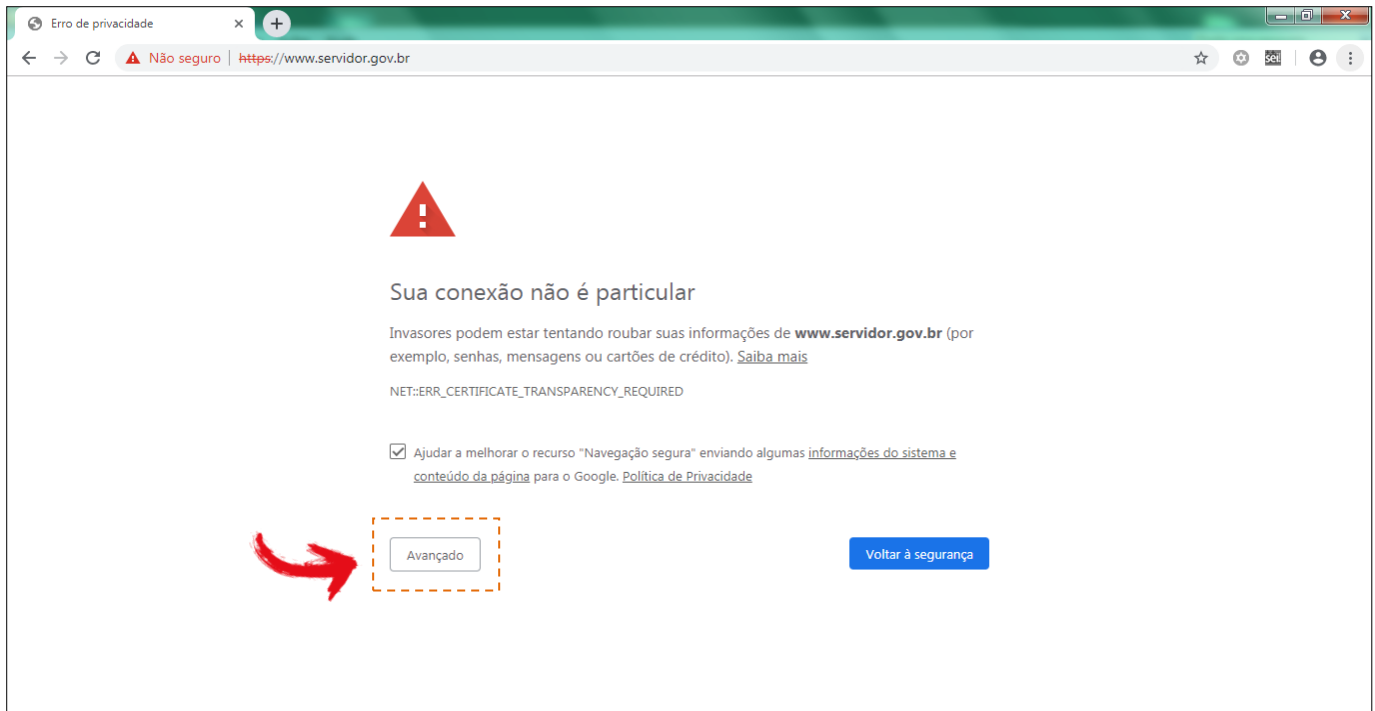 Erro de privacidade
Não seguro | https://www.servidor.gov.br
sei!
Sua conexão não é particular
Invasores podem estar tentando roubar suas informações de www.servidor.gov.br (por
exemplo, senhas, mensagens ou cartões de crédito). Saiba mais
NET::ERR_CERTIFICATE_TRANSPARENCY_REQUIRED
Ajudar a melhorar o recurso "Navegação segura" enviando algumas informações do sistema e
conteúdo da página para o Google. Política de Privacidade
Avançado
Voltar à segurança